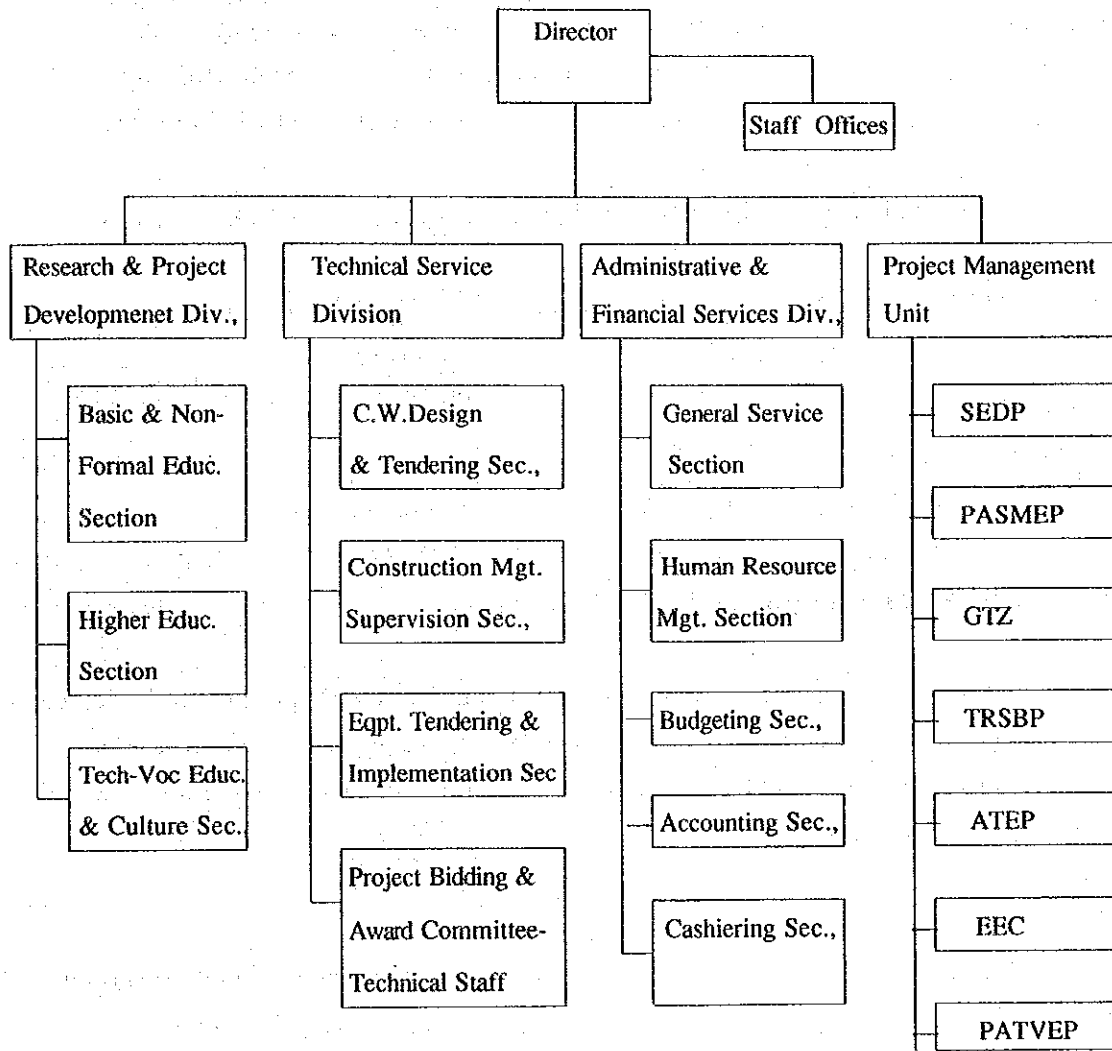 Director
Staff Offices
Research & Project
Developmenet Div.,
Technical Service
Division
Administrative &
Financial Services Div.,
Project Management
Unit
Basic & Non-
Formal Educ.
Section
Higher Educ.
Section
Tech-Voc Educ.
& Culture Sec.
C.W.Design
& Tendering Sec.,
Construction Mgt.
Supervision Sec.,
Eqpt. Tendering &
Implementation Sec
Project Bidding &
Award Committee-
Technical Staff
General Service
Section
Human Resource
Mgt. Section
Budgeting Sec.,
Accounting Sec.,
Cashiering Sec.,
SEDP
PASMEP
GTZ
TRSBP
ATEP
EEC
PATVEP